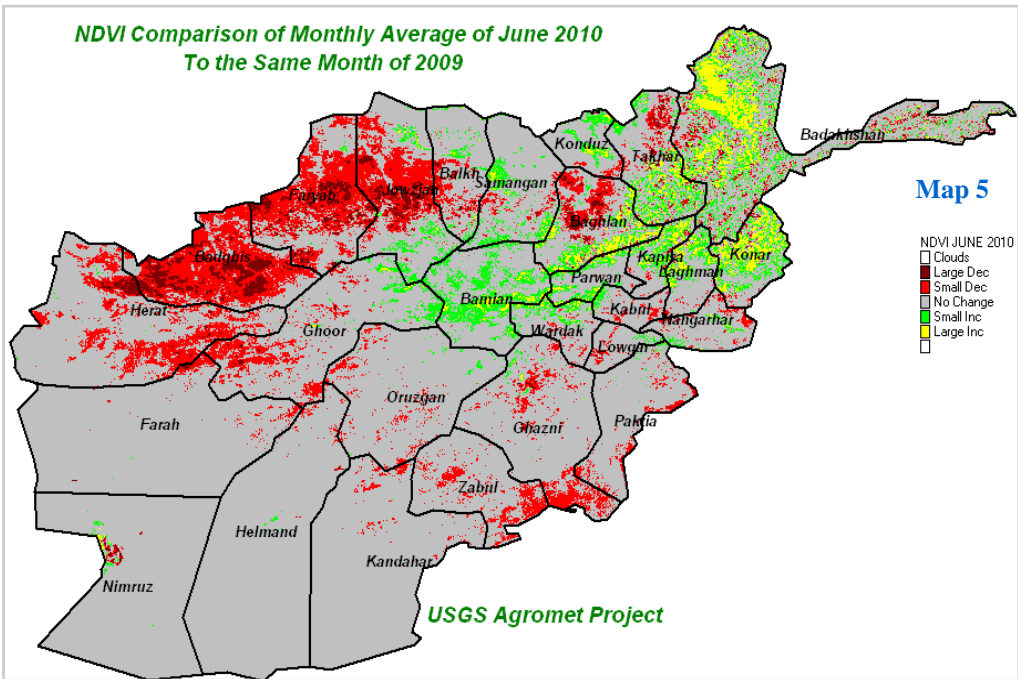 NDVI Comparison of Monthly Average of June 2010
To the Same Month of 2009
Badakhshan
Konduz
Takhar
Balkh
Samangan
Jowzjan
Faryab
Map 5
Baghlan
Badghis
Kapisa
Konar
Laghman
Parwan
Bamian
Herat
Kabul
Nangarhar
Ghoor
Wardak
Lowgar
NDVI JUNE 2010
Clouds
Large Dec
Small Dec
No Change
Small Inc
Large Inc
Oruzgan
Farah
Ghazni
Paktia
Zabul
Helmand
Kandahar
Nimruz
USGS Agromet Project